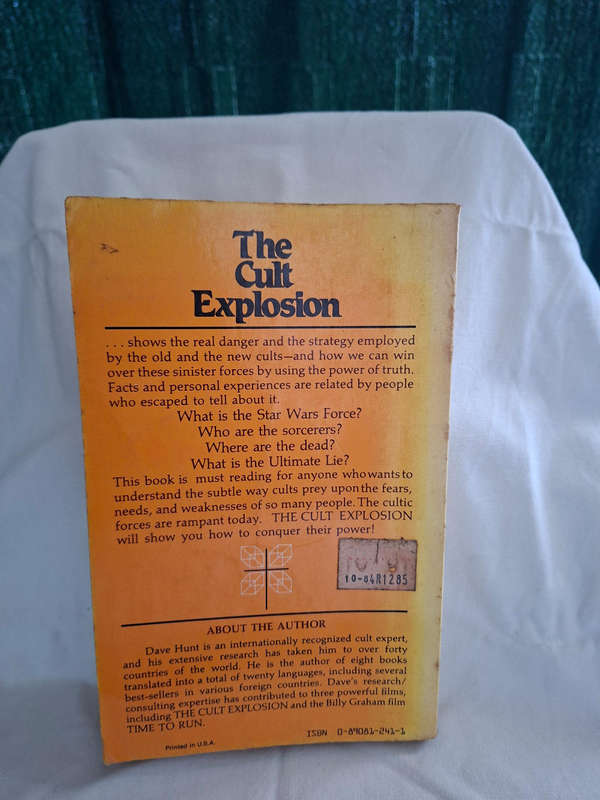 The
Cult
Explosion
. . . shows the real danger and the strategy employed
by the old and the new cults—and how we can win
over these sinister forces by using the power of truth.
Facts and personal experiences are related by people
who escaped to tell about it.
What is the Star Wars Force?
Who are the sorcerers?
Where are the dead?
What is the Ultimate Lie?
This book is must reading for anyone who wants to
understand the subtle way cults prey upon the fears,
needs, and weaknesses of so many people. The cultic
forces are rampant today. THE CULT EXPLOSION
will show you how to conquer their power!
10-84R1285
ABOUT THE AUTHOR
Dave Hunt is an internationally recognized cult expert,
and his extensive research has taken him to over forty
countries of the world. He is the author of eight books
translated into a total of twenty languages, including several
best-sellers in various foreign countries. Dave's research/
consulting expertise has contributed to three powerful films,
including THE CULT EXPLOSION and the Billy Graham film
TIME TO RUN.
ISBN 0-89081-241-1
Printed in U.S.A.